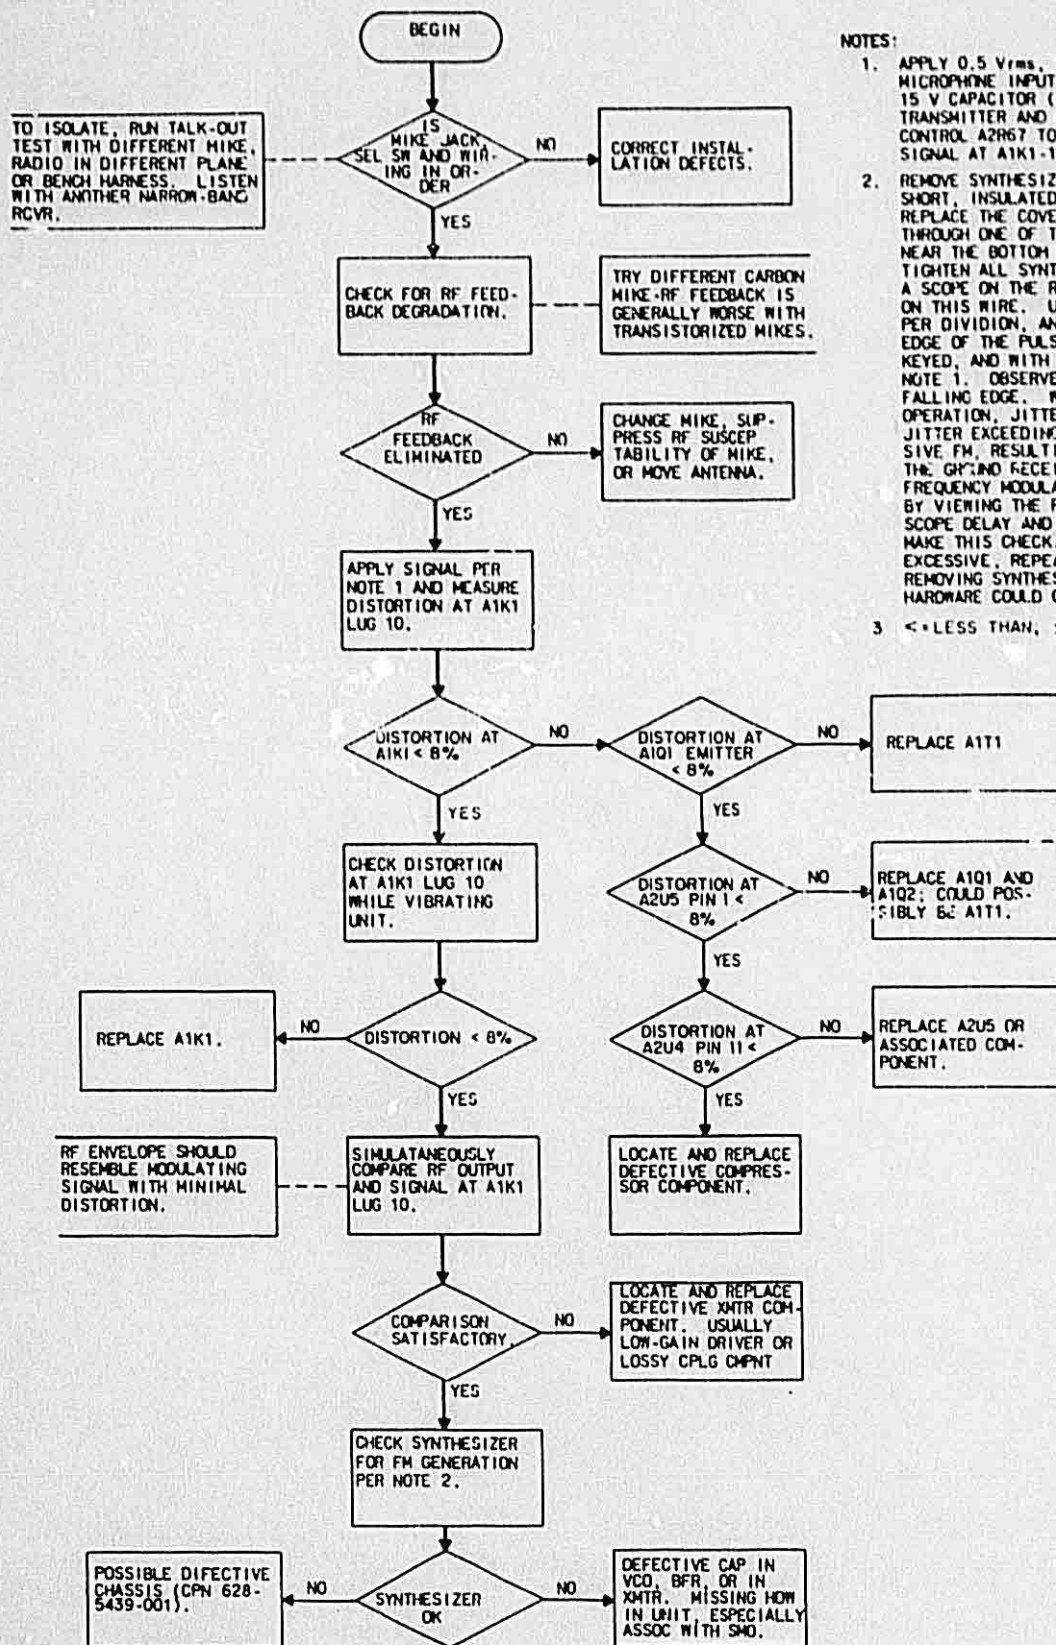 BEGIN
TO ISOLATE, RUN TALK-OUT
TEST WITH DIFFERENT MIKE,
RADIO IN DIFFERENT PLANE
OR BENCH HARNESS. LISTEN
WITH ANOTHER NARROW-BAND
RCVR.
IS
MIKE JACK,
SEL SW AND WIR-
ING IN OR-
DER
NO
CORRECT INSTAL-
LATION DEFECTS.
YES
CHECK FOR RF FEED-
BACK DEGRADATION.
TRY DIFFERENT CARBON
MIKE-RF FEEDBACK IS
GENERALLY WORSE WITH
TRANSISTORIZED MIKES.
RF
FEEDBACK
ELIMINATED
NO
CHANGE MIKE, SUP-
PRESS RF SUSCEP
TABILITY OF MIKE,
OR MOVE ANTENNA.
YES
APPLY SIGNAL PER
NOTE 1 AND MEASURE
DISTORTION AT A1K1
LUG 10.
DISTORTION AT
A1K1 < 8%
NO
DISTORTION AT
A1Q1 EMITTER
< 8%
NO
REPLACE A1T1
YES
YES
CHECK DISTORTION
AT A1K1 LUG 10
WHILE VIBRATING
UNIT.
DISTORTION AT
A2U5 PIN 1 <
8%
NO
REPLACE A1Q1 AND
A1Q2; COULD POS-
SIBLY BE A1T1.
YES
REPLACE A1K1.
NO
DISTORTION < 8%
DISTORTION AT
A2U4 PIN 11 <
8%
NO
REPLACE A2U5 OR
ASSOCIATED COM-
PONENT.
YES
YES
RF ENVELOPE SHOULD
RESEMBLE MODULATING
SIGNAL WITH MINIMAL
DISTORTION.
SIMULATANEOUSLY
COMPARE RF OUTPUT
AND SIGNAL AT A1K1
LUG 10.
LOCATE AND REPLACE
DEFECTIVE COMPRES-
SOR COMPONENT.
COMPARISON
SATISFACTORY.
NO
LOCATE AND REPLACE
DEFECTIVE XMTR COM-
PONENT. USUALLY
LOW-GAIN DRIVER OR
LOSSY CPLG CMPNT
YES
CHECK SYNTHESIZER
FOR FM GENERATION
PER NOTE 2.
POSSIBLE DIFECTIVE
CHASSIS (CPN 628-
5439-001).
NO
SYNTHESIZER
OK
NO
DEFECTIVE CAP IN
VCO, BFR, OR IN
XMTR. MISSING HOW
IN UNIT, ESPECIALLY
ASSOC WITH SMO.
NOTES:
1. APPLY 0.5 Vrms,
MICROPHONE INPUT
15 V CAPACITOR (
TRANSMITTER AND
CONTROL A2R67 TO
SIGNAL AT A1K1-1
2. REMOVE SYNTHESIZ
SHORT, INSULATED
REPLACE THE COVE
THROUGH ONE OF T
NEAR THE BOTTOM
TIGHTEN ALL SYNT
A SCOPE ON THE R
ON THIS WIRE. U
PER DIVIDION, AN
EDGE OF THE PULS
KEYED, AND WITH
NOTE 1. OBSERVE
FALLING EDGE. W
OPERATION, JITTE
JITTER EXCEEDING
SIVE FM, RESULTI
THE GROUND RECEI
FREQUENCY MODULA
BY VIEWING THE P
SCOPE DELAY AND
MAKE THIS CHECK.
EXCESSIVE, REPEA
REMOVING SYNTHES
HARDWARE COULD C
3 <=LESS THAN,